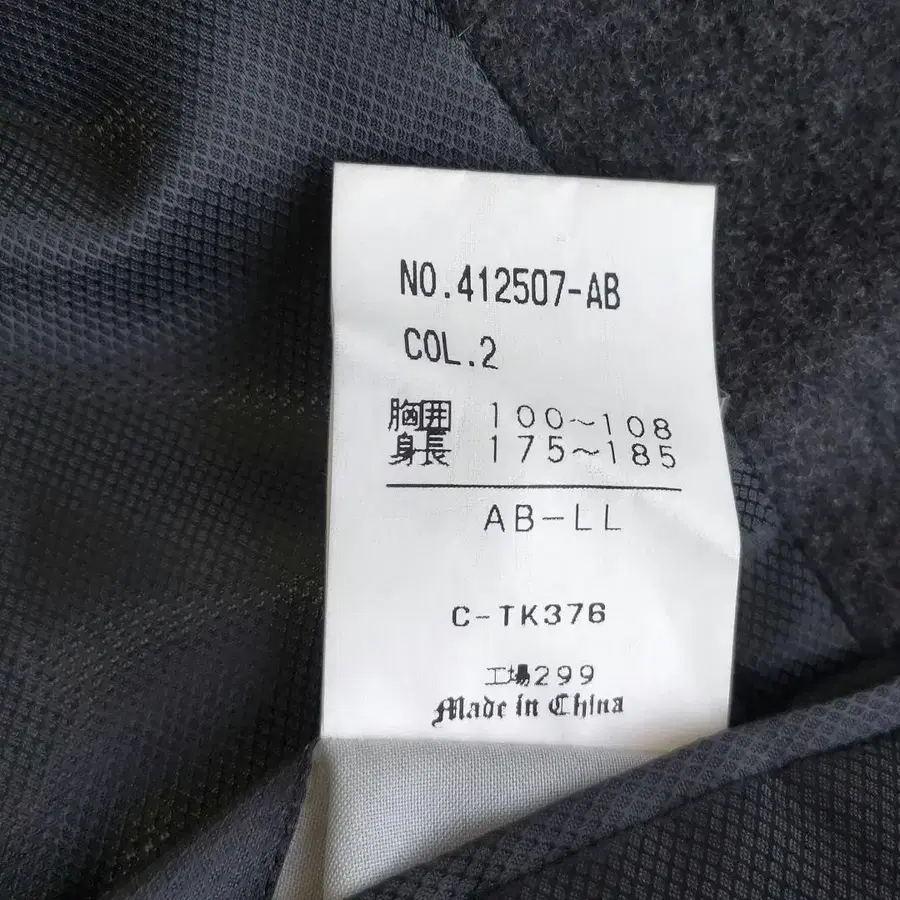 NO.412507-AB
COL.2
胸囲 100~108
身長 175~185
AB-LL
C-TK376
工場299
Made in China